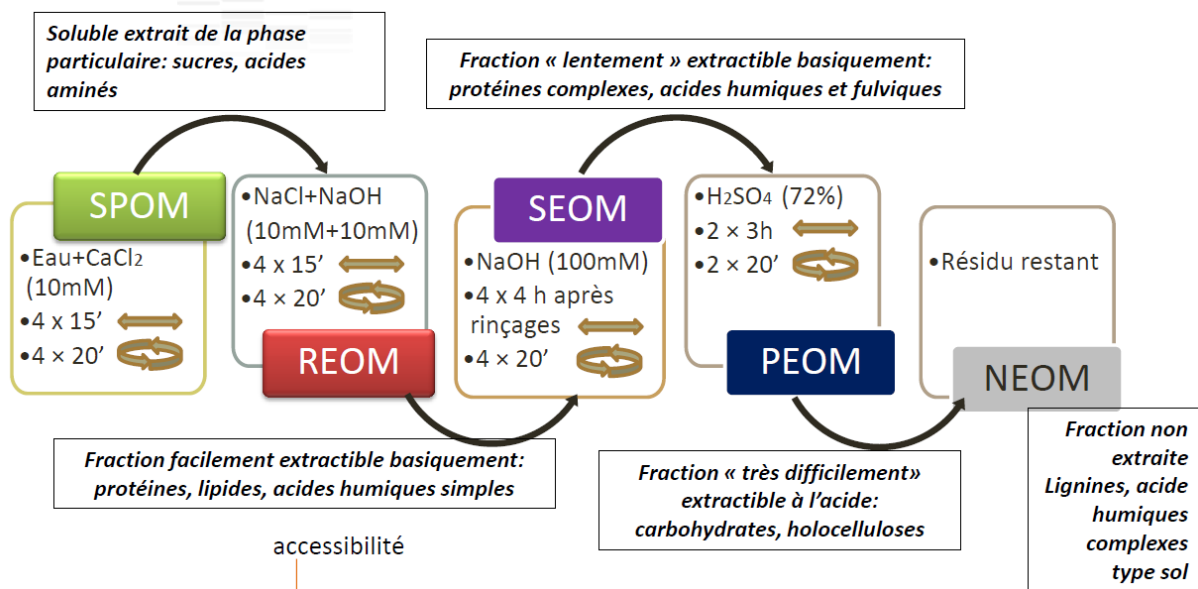 Soluble extrait de la phase
particulaire: sucres, acides
aminés
Fraction « lentement » extractible basiquement:
protéines complexes, acides humiques et fulviques
SPOM
•Eau+CaCl2
(10mM)
•4 x 15’
•4 × 20’
•NaCl+NaOH
(10mM+10mM)
•4 x 15’
•4 × 20’
REOM
SEOM
•NaOH (100mM)
•4 x 4 h après
rinçages
•4 × 20’
•H2SO4 (72%)
•2 × 3h
•2 × 20’
PEOM
•Résidu restant
NEOM
Fraction facilement extractible basiquement:
protéines, lipides, acides humiques simples
Fraction « très difficilement»
extractible à l’acide:
carbohydrates, holocelluloses
Fraction non
extraite
Lignines, acide
humiques
complexes
type sol
accessibilité